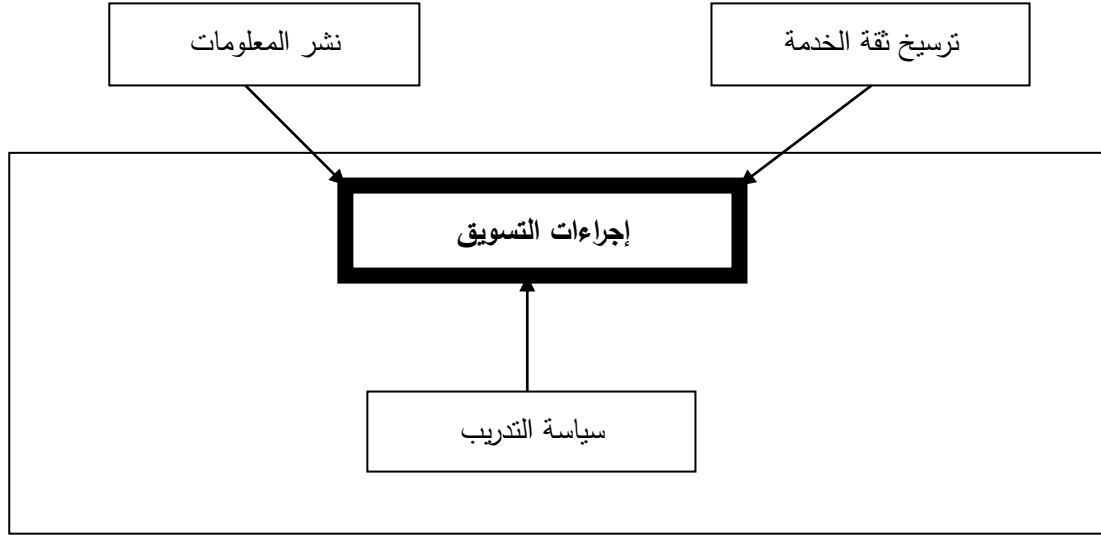 ترسيخ ثقة الخدمة
نشر المعلومات
إجراءات التسويق
سياسة التدريب